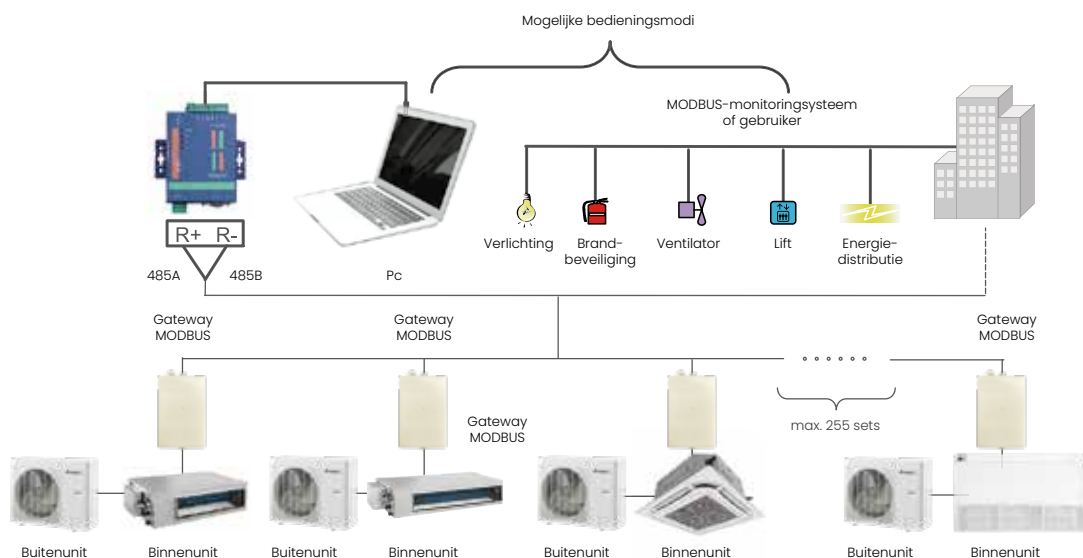 Mogelijke bedieningsmodi
MODBUS-monitoringsysteem
of gebruiker
R+ R-
Verlichting
Brand-
beveiliging
Ventilator
Lift
Energie-
distributie
485A
485B
Pc
Gateway
MODBUS
Gateway
MODBUS
Gateway
MODBUS
max. 255 sets
Gateway
MODBUS
Buitenunit
Binnenunit
Buitenunit
Binnenunit
Buitenunit
Binnenunit
Buitenunit
Binnenunit